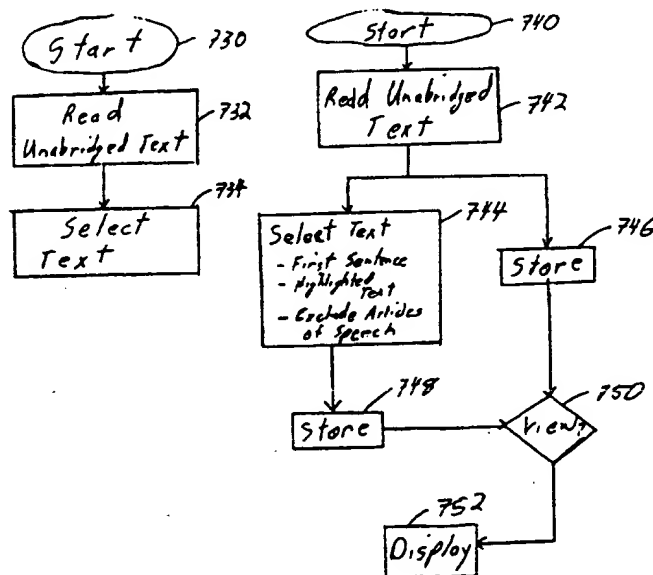 Start
730
Read
Unabridged Text
732
Select
Text
734
Start
740
Read Unabridged
Text
742
Select Text
- First Sentence
- Highlighted
Text
- Exclude Articles
of Speech
744
Store
746
Store
748
View?
750
Display
752